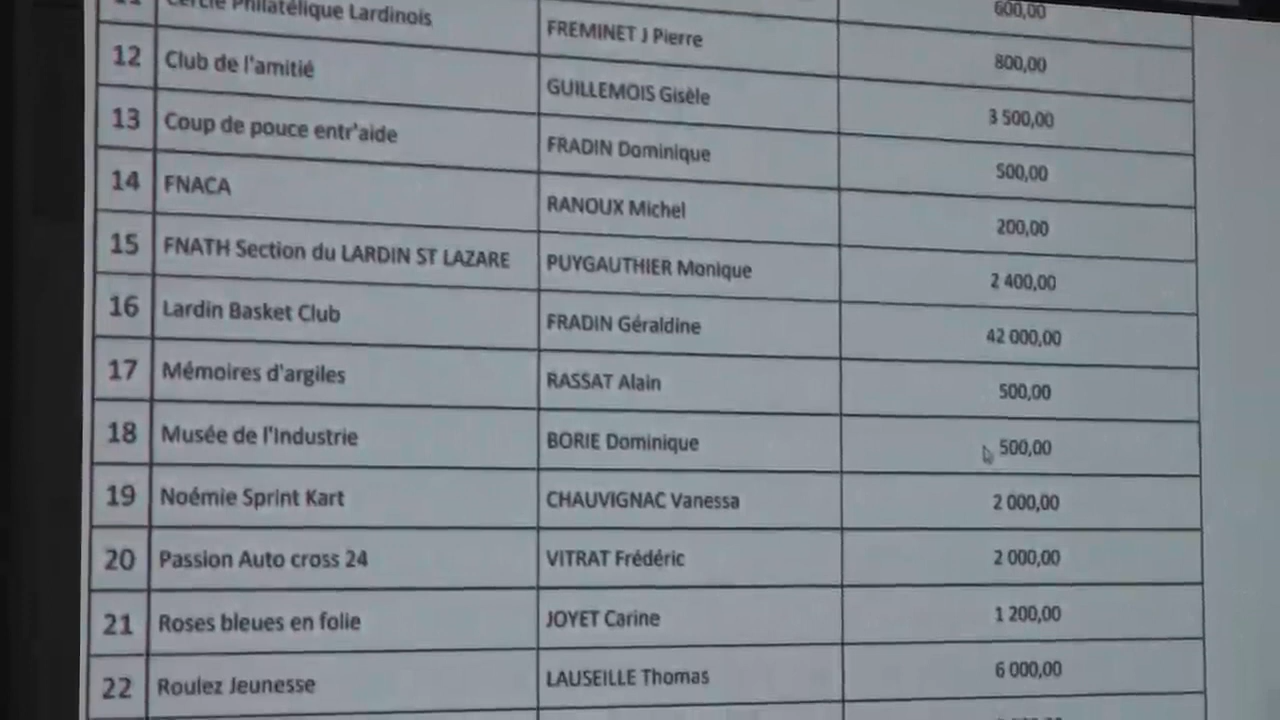 600,00
Cercle Philatélique Lardinois FREMINET J Pierre 800,00
12 Club de l'amitié GUILLEMOIS Gisèle 3 500,00
13 Coup de pouce entr'aide FRADIN Dominique 500,00
14 FNACA RANOUX Michel 200,00
15 FNATH Section du LARDIN ST LAZARE PUYGAUTHIER Monique 2 400,00
16 Lardin Basket Club FRADIN Géraldine 42 000,00
17 Mémoires d'argiles RASSAT Alain 500,00
18 Musée de l'Industrie BORIE Dominique 500,00
19 Noémie Sprint Kart CHAUVIGNAC Vanessa 2 000,00
20 Passion Auto cross 24 VITRAT Frédéric 2 000,00
21 Roses bleues en folie JOYET Carine 1 200,00
22 Roulez Jeunesse LAUSEILLE Thomas 6 000,00